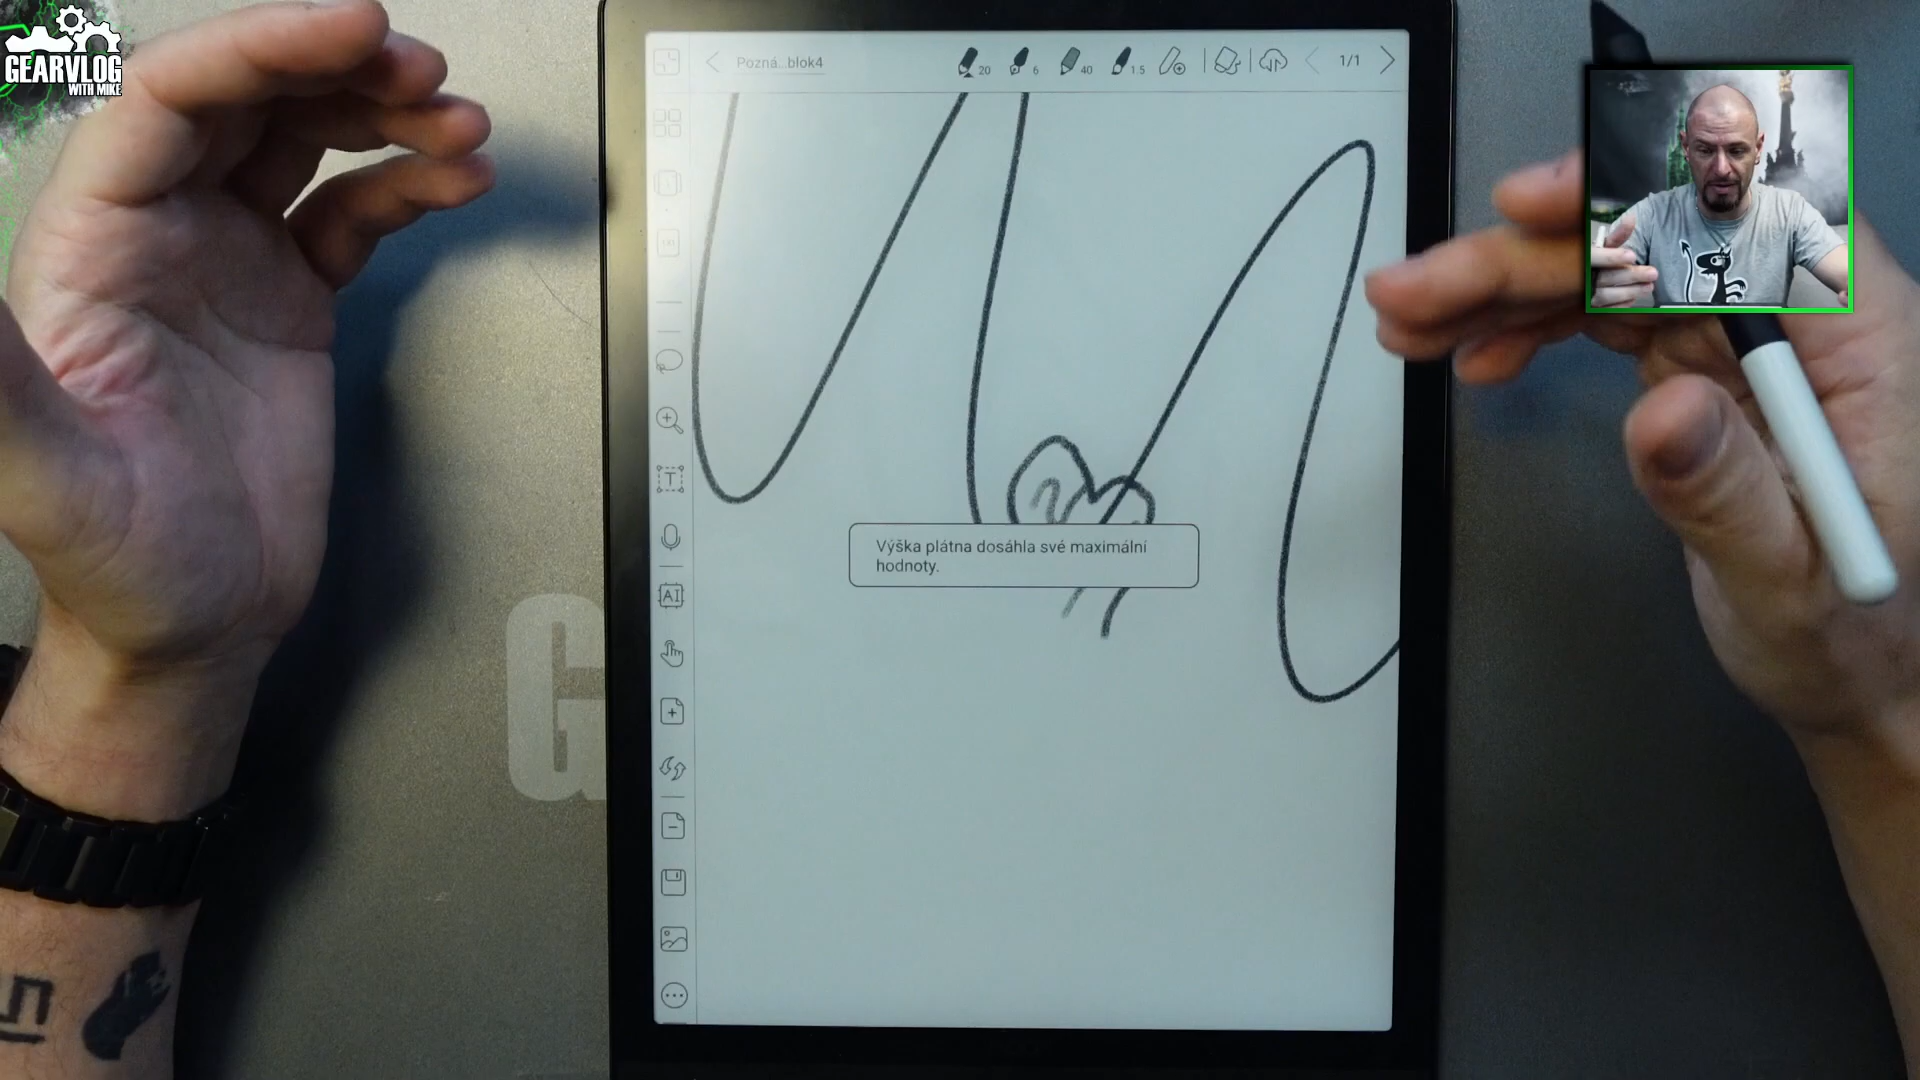 GEARVLOG
WITH MIKE
Pozná...blok4
20
6
40
1.5
1/1
T
AI
Výška plátna dosáhla své maximální
hodnoty.
G